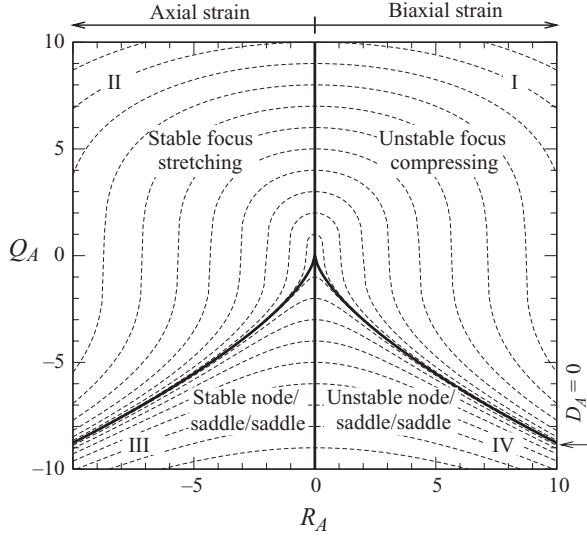 Axial strain Biaxial strain
10
II I
Stable focus Unstable focus
stretching compressing
5
Q_A 0
–5
Stable node/ Unstable node/
saddle/saddle saddle/saddle
D_A = 0
III IV
–10
–5 0 5 10
R_A